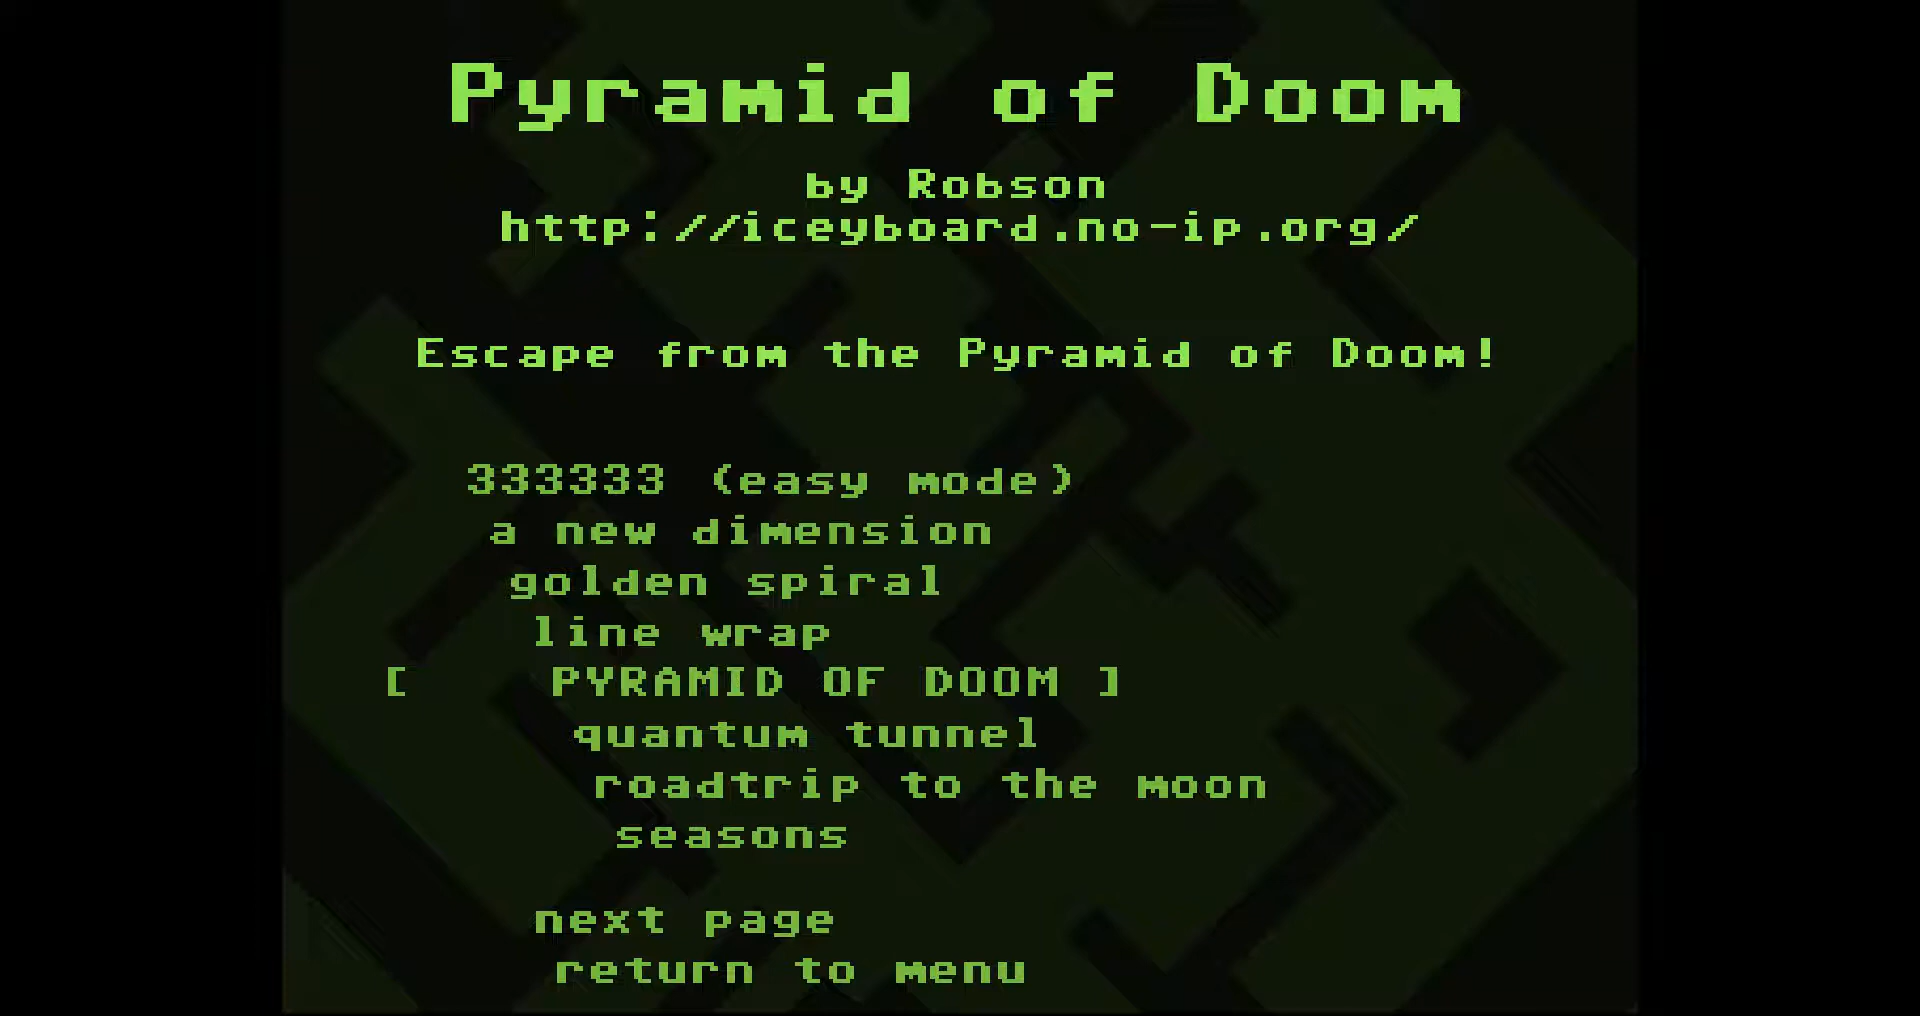 Pyramid of Doom
by Robson
http://iceyboard.no-ip.org/
Escape from the Pyramid of Doom!
333333 (easy mode)
a new dimension
golden spiral
line wrap
[ PYRAMID OF DOOM ]
quantum tunnel
roadtrip to the moon
seasons
next page
return to menu